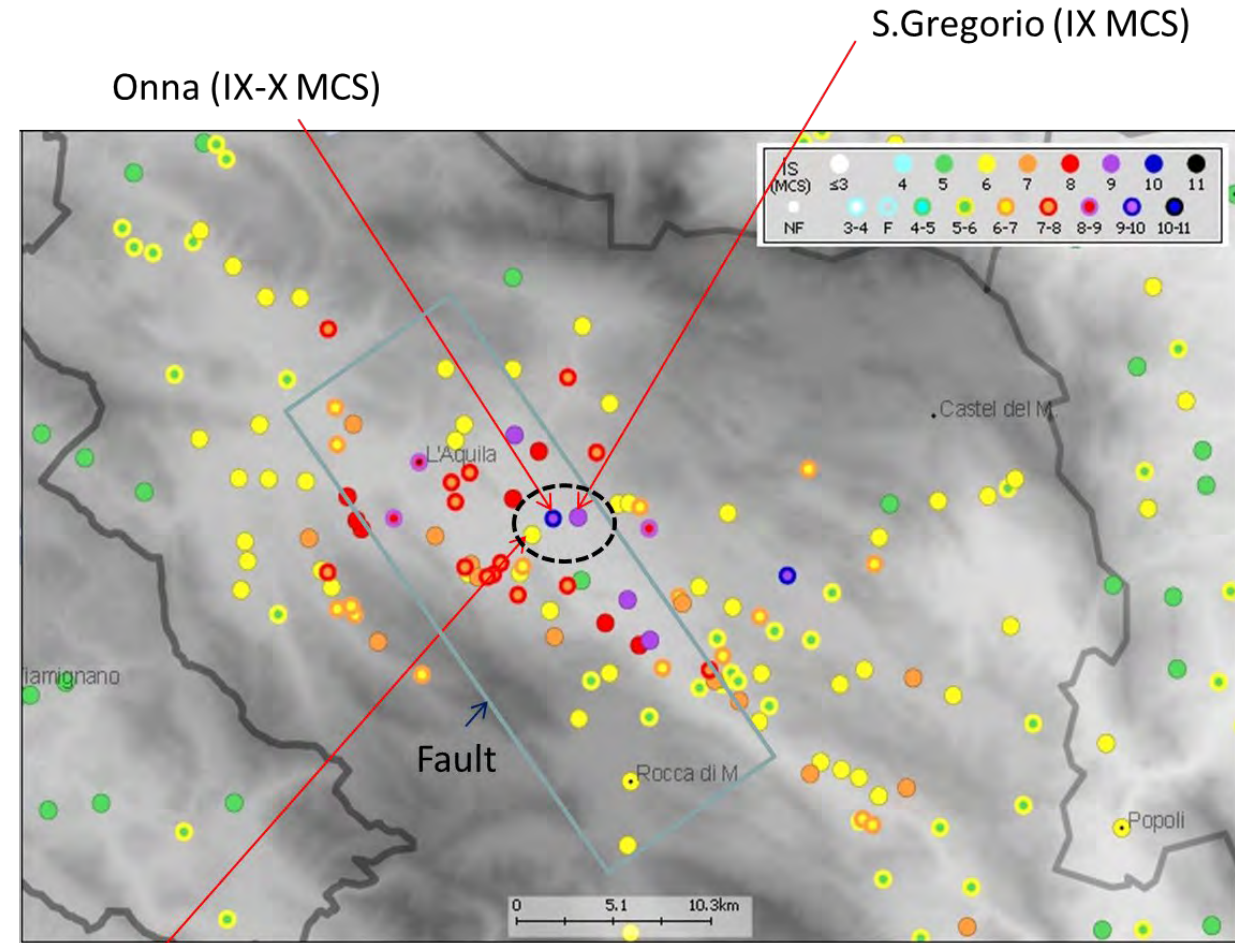 S.Gregorio (IX MCS)
Onna (IX-X MCS)
IS
(MCS) ≤3 4 5 6 7 8 9 10 11
NF 3-4 F 4-5 5-6 6-7 7-8 8-9 9-10 10-11
Castel del M.
L'Aquila
iamignano
Fault
Rocca di M
Popoli
0 5.1 10.3km